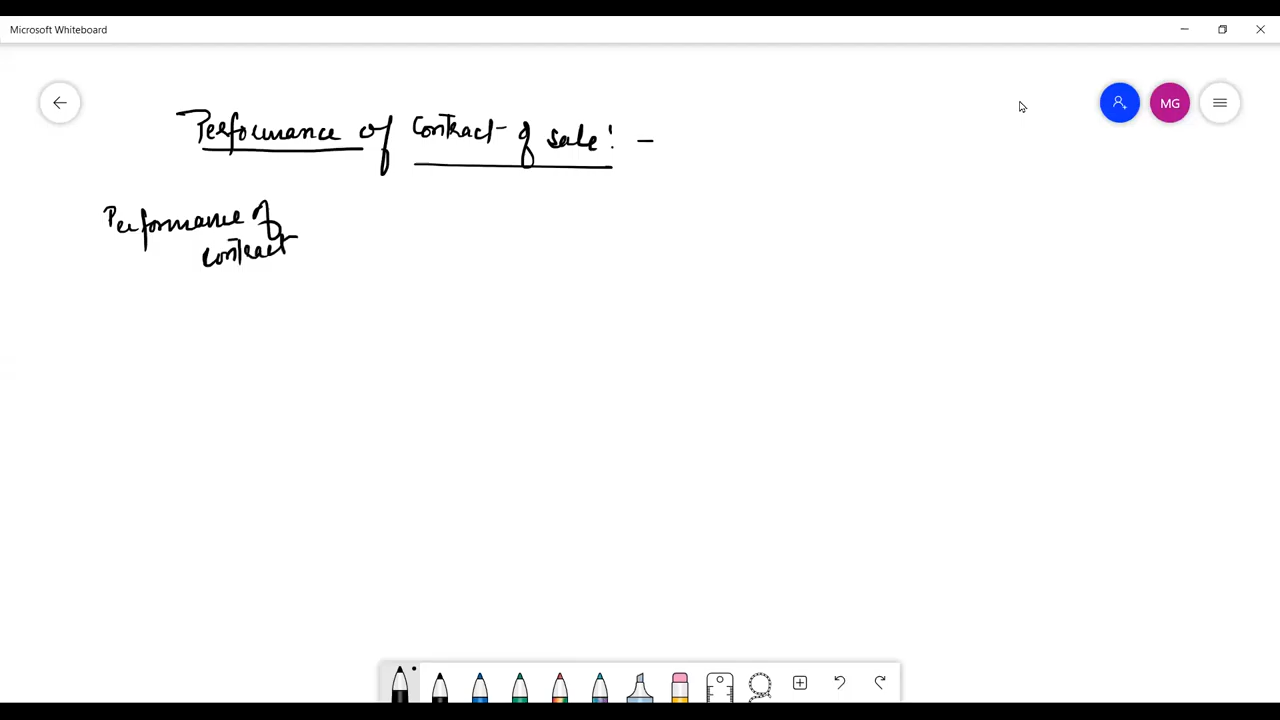 Microsoft Whiteboard
MG
Performance of contract of sale: -
Performance of
contract